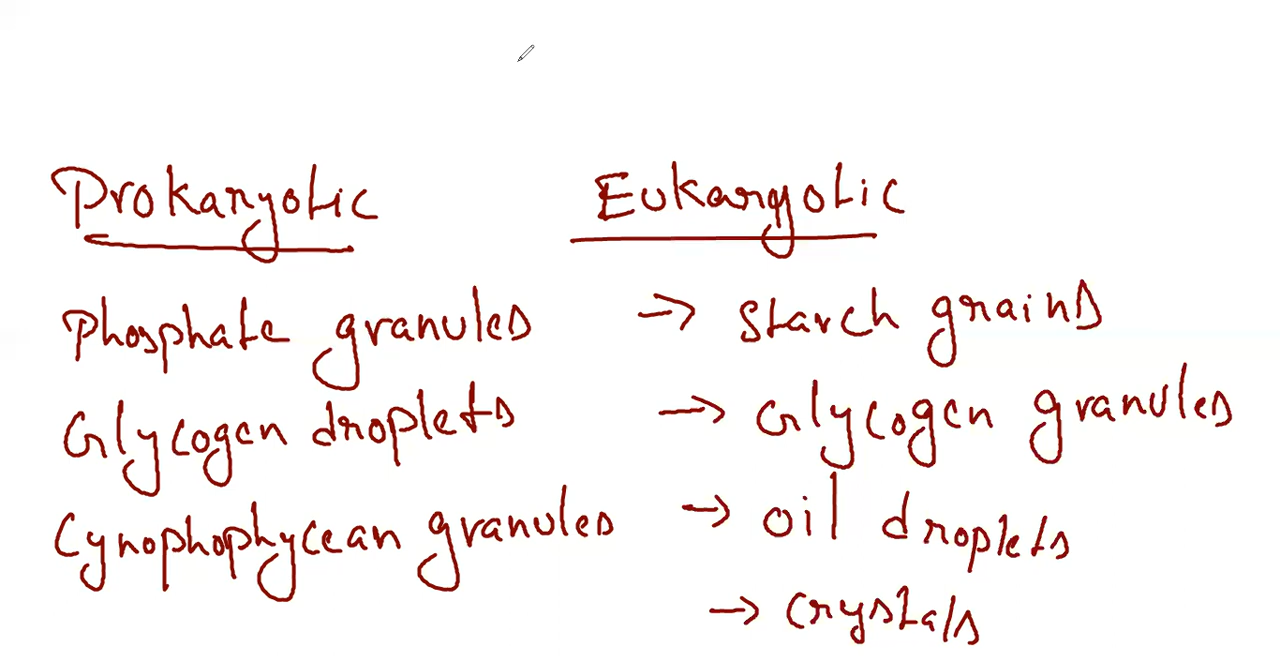 Prokaryotic
Phosphate granules
Glycogen droplets
Cynophophycean granules
Eukaryotic
→ Starch grains
→ Glycogen granules
→ oil droplets
→ crystals